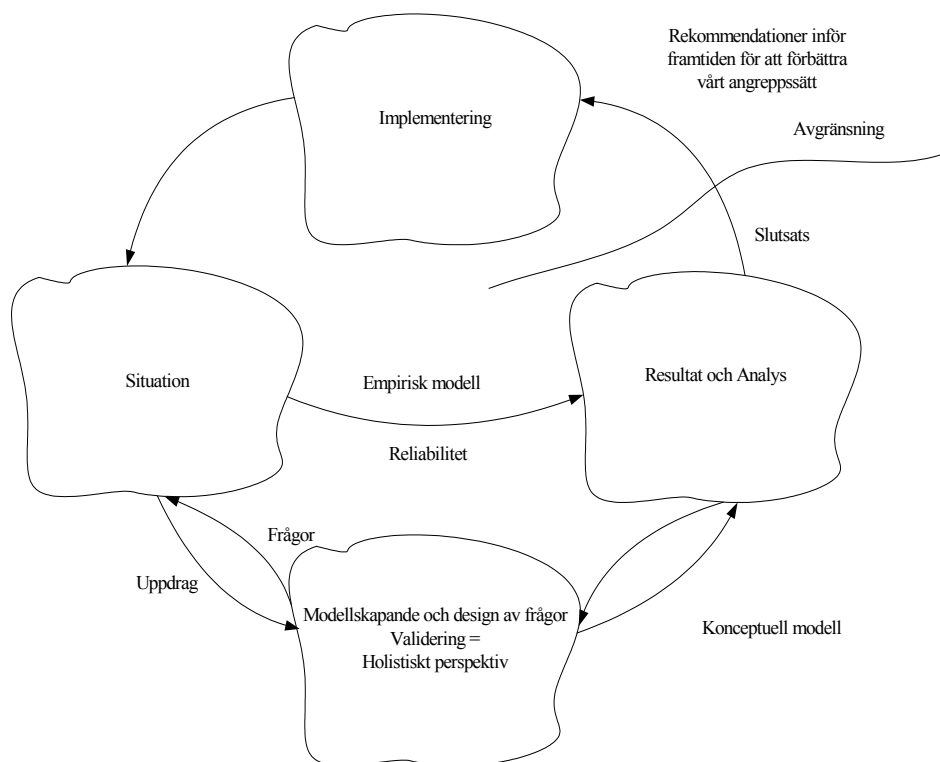 Rekommendationer inför
framtiden för att förbättra
vårt angreppssätt
Implementering
Avgränsning
Slutsats
Situation
Empirisk modell
Resultat och Analys
Reliabilitet
Frågor
Uppdrag
Modellskapande och design av frågor
Validering =
Holistiskt perspektiv
Konceptuell modell